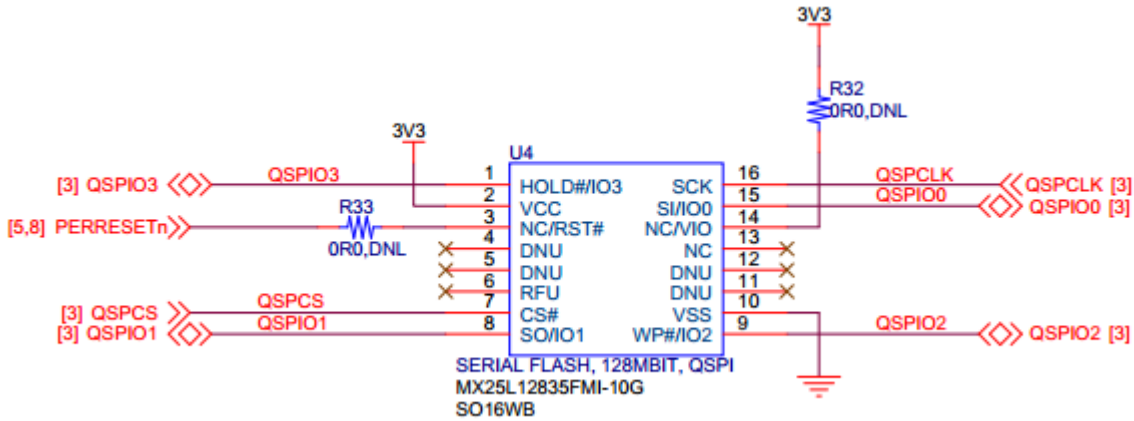 3V3
R32
0R0,DNL
3V3
U4
[3] QSPIO3 QSPIO3 1 HOLD#/IO3 SCK 16 QSPCLK QSPCLK [3]
2 VCC SI/IO0 15 QSPIO0 QSPIO0 [3]
[5,8] PERRESETn R33 3 NC/RST# NC/VIO 14
0R0,DNL 4 DNU NC 13
5 DNU DNU 12
6 RFU DNU 11
[3] QSPCS QSPCS 7 CS# VSS 10
[3] QSPIO1 QSPIO1 8 SO/IO1 WP#/IO2 9 QSPIO2 QSPIO2 [3]
SERIAL FLASH, 128MBIT, QSPI
MX25L12835FMI-10G
SO16WB